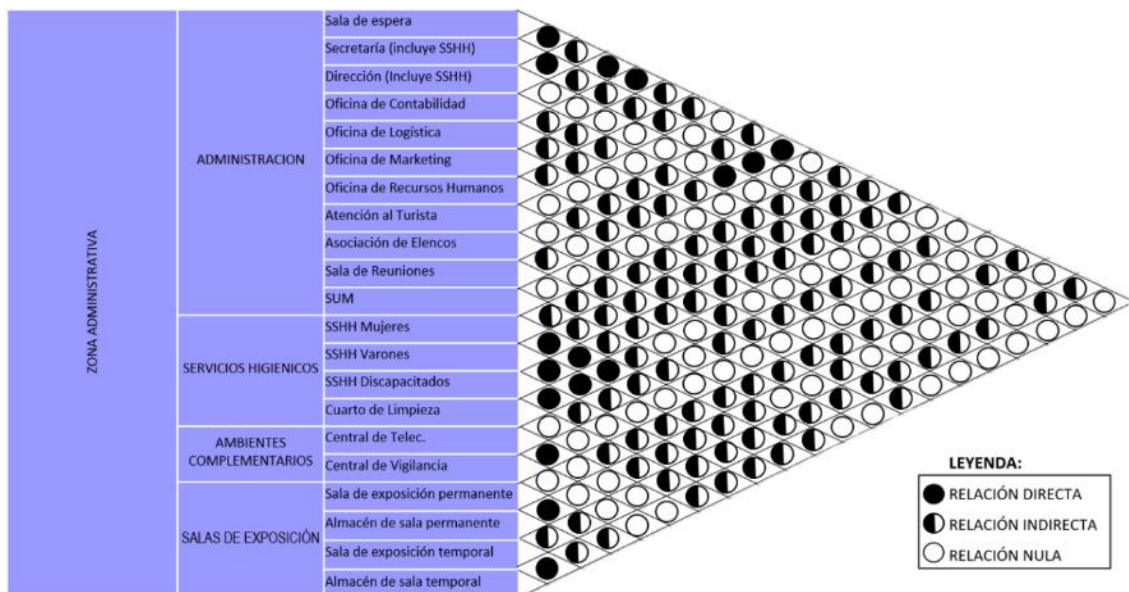 ZONA ADMINISTRATIVA
ADMINISTRACION
Sala de espera
Secretaría (incluye SSHH)
Dirección (Incluye SSHH)
Oficina de Contabilidad
Oficina de Logística
Oficina de Marketing
Oficina de Recursos Humanos
Atención al Turista
Asociación de Elencos
Sala de Reuniones
SUM
SERVICIOS HIGIENICOS
SSHH Mujeres
SSHH Varones
SSHH Discapacitados
Cuarto de Limpieza
AMBIENTES
COMPLEMENTARIOS
Central de Telec.
Central de Vigilancia
SALAS DE EXPOSICIÓN
Sala de exposición permanente
Almacén de sala permanente
Sala de exposición temporal
Almacén de sala temporal
LEYENDA:
RELACIÓN DIRECTA
RELACIÓN INDIRECTA
RELACIÓN NULA